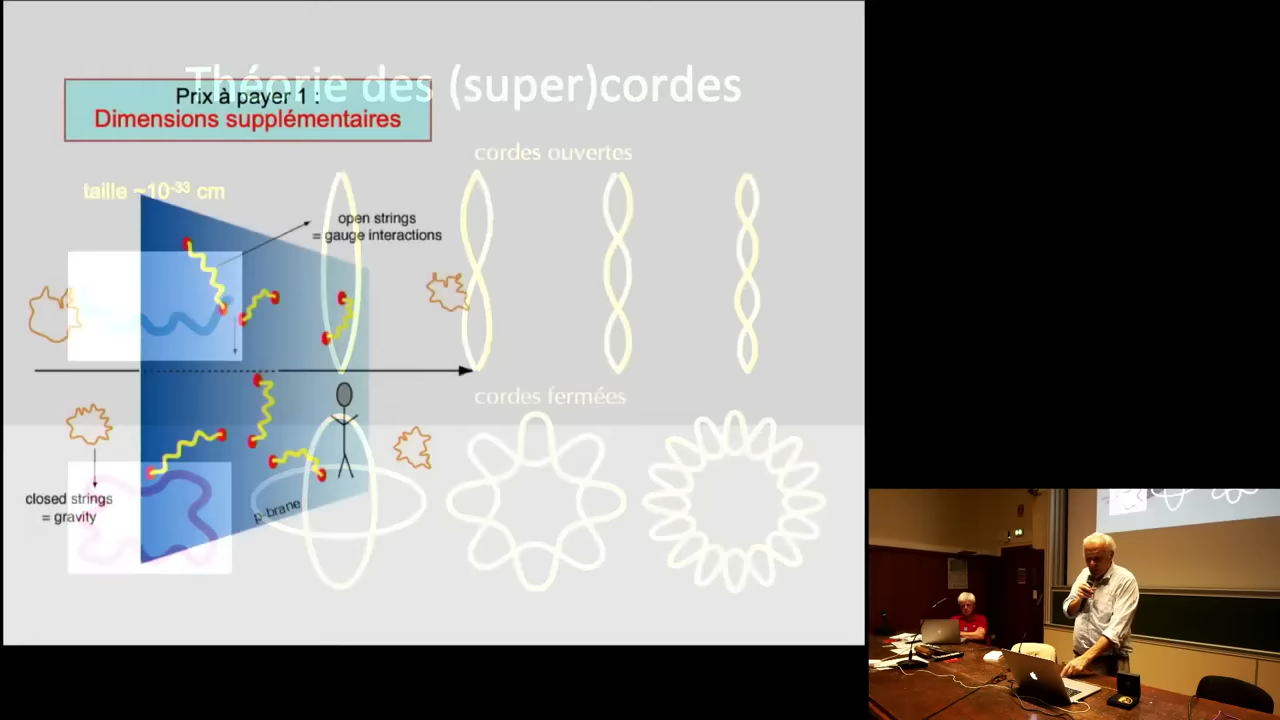 Théorie des (super)cordes
Prix à payer 1 :
Dimensions supplémentaires
cordes ouvertes
taille ~10-33 cm
open strings
= gauge interactions
cordes fermées
closed strings
= gravity
p-brane